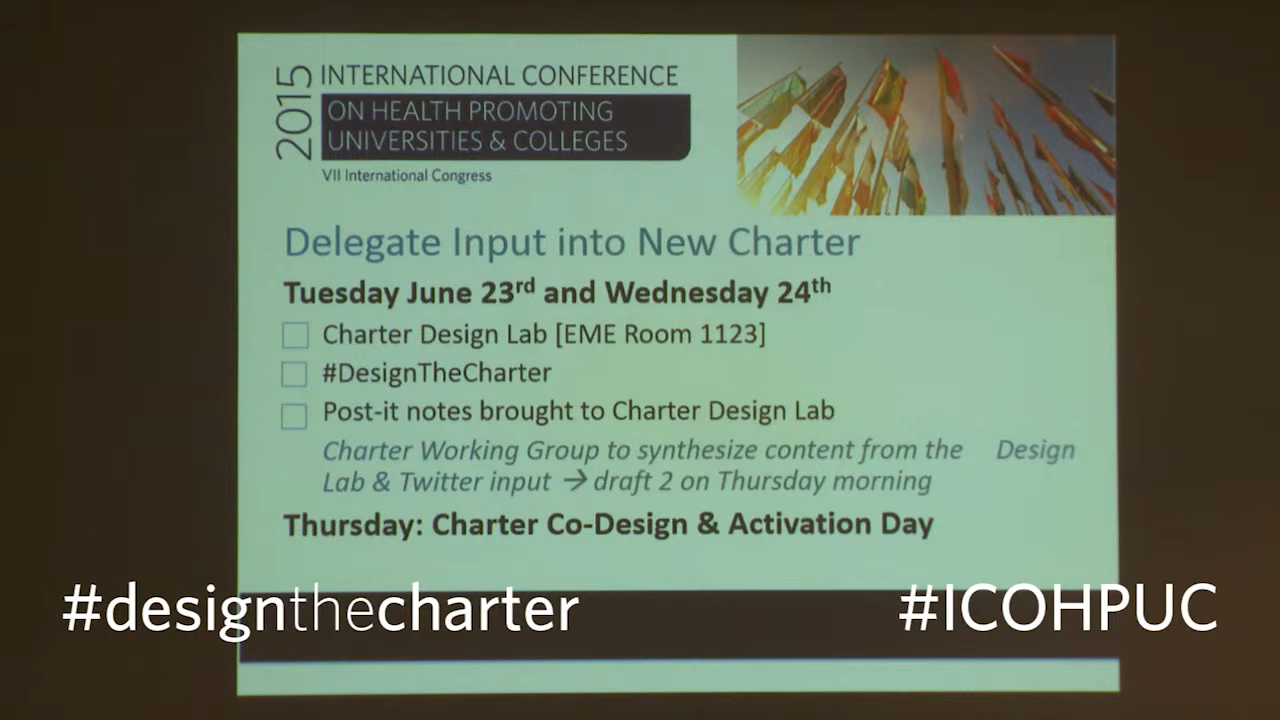 2015
INTERNATIONAL CONFERENCE
ON HEALTH PROMOTING
UNIVERSITIES & COLLEGES
VII International Congress
Delegate Input into New Charter
Tuesday June 23rd and Wednesday 24th
Charter Design Lab [EME Room 1123]
#DesignTheCharter
Post-it notes brought to Charter Design Lab
Charter Working Group to synthesize content from the Design
Lab & Twitter input → draft 2 on Thursday morning
Thursday: Charter Co-Design & Activation Day
#designthecharter
#ICOHPUC